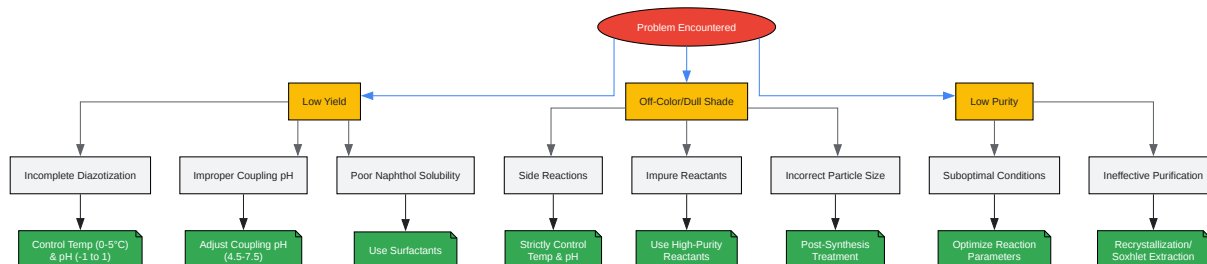 Problem Encountered
Low Yield
Off-Color/Dull Shade
Low Purity
Incomplete Diazotization
Improper Coupling pH
Poor Naphthol Solubility
Side Reactions
Impure Reactants
Incorrect Particle Size
Suboptimal Conditions
Ineffective Purification
Control Temp (0-5°C)
& pH (-1 to 1)
Adjust Coupling pH
(4.5-7.5)
Use Surfactants
Strictly Control
Temp & pH
Use High-Purity
Reactants
Post-Synthesis
Treatment
Optimize Reaction
Parameters
Recrystallization/
Soxhlet Extraction